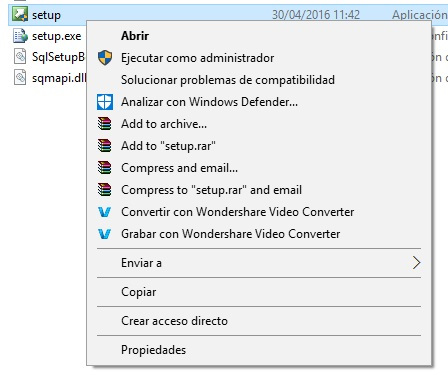 setup 30/04/2016 11:42 Aplicación
setup.exe
SqlSetupB
sqmapi.dl
Abrir
Ejecutar como administrador
Solucionar problemas de compatibilidad
Analizar con Windows Defender...
Add to archive...
Add to "setup.rar"
Compress and email...
Compress to "setup.rar" and email
Convertir con Wondershare Video Converter
Grabar con Wondershare Video Converter
Enviar a
Copiar
Crear acceso directo
Propiedades